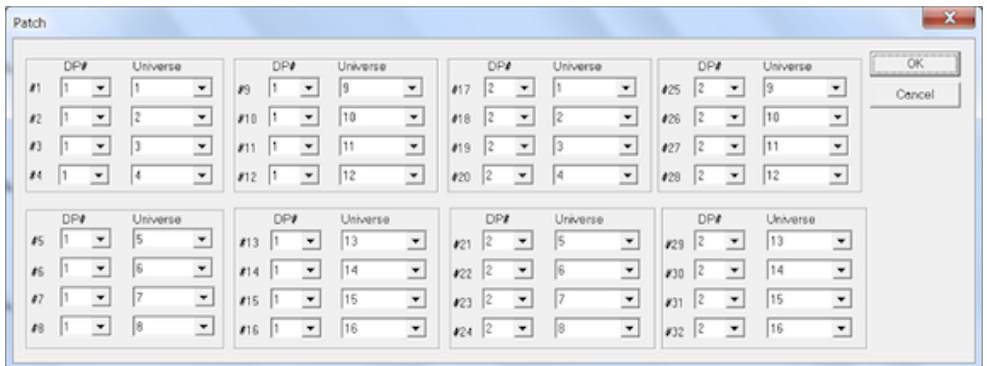 Patch
DP# Universe DP# Universe DP# Universe DP# Universe OK
#1 1 1 #9 1 9 #17 2 1 #25 2 9 Cancel
#2 1 2 #10 1 10 #18 2 2 #26 2 10
#3 1 3 #11 1 11 #19 2 3 #27 2 11
#4 1 4 #12 1 12 #20 2 4 #28 2 12
DP# Universe DP# Universe DP# Universe DP# Universe
#5 1 5 #13 1 13 #21 2 5 #29 2 13
#6 1 6 #14 1 14 #22 2 6 #30 2 14
#7 1 7 #15 1 15 #23 2 7 #31 2 15
#8 1 8 #16 1 16 #24 2 8 #32 2 16